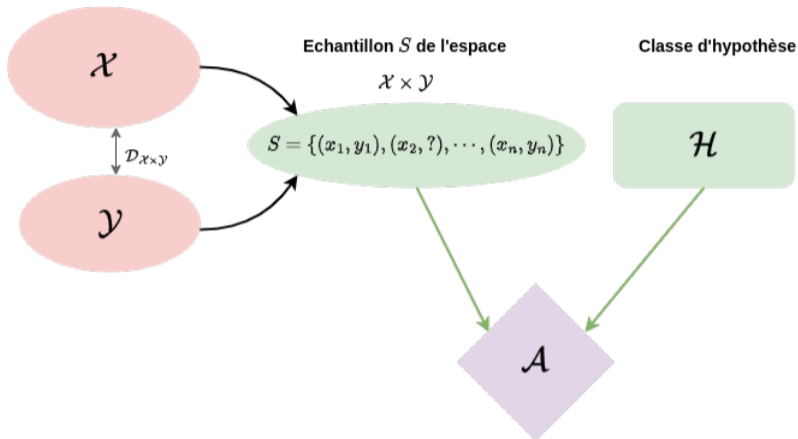 𝒳
Echantillon S de l'espace
𝒳 × 𝒴
Classe d'hypothèse
S = {(x₁, y₁), (x₂, ?), ⋯, (xₙ, yₙ)}
ℋ
𝒟_{𝒳×𝒴}
𝒴
𝒜